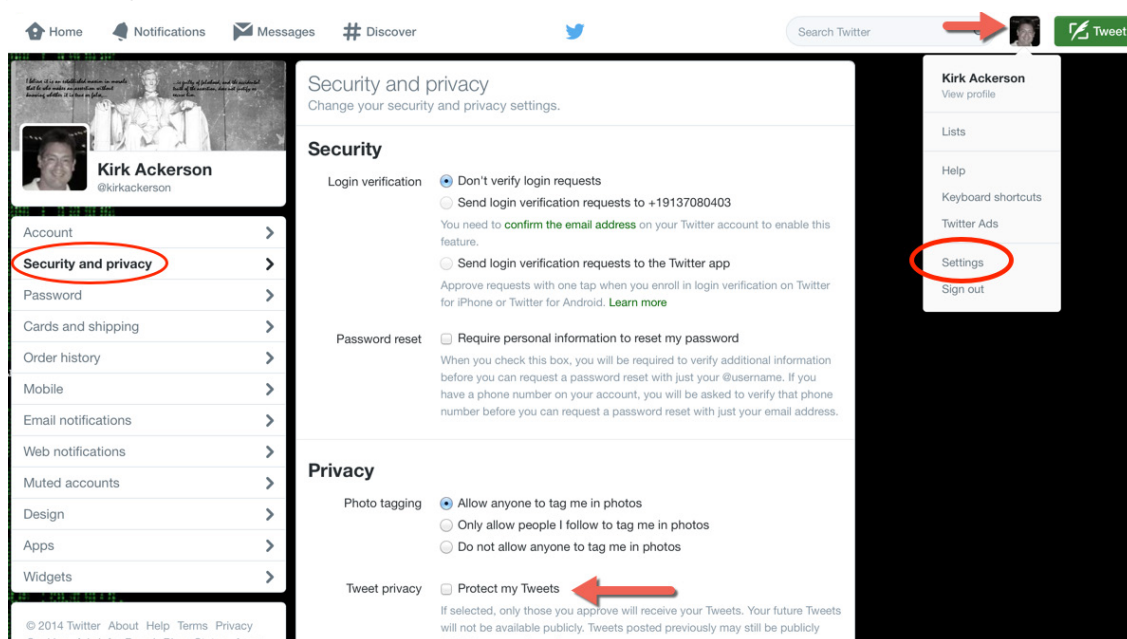 Home Notifications Messages Discover Search Twitter Tweet
Kirk Ackerson
@kirkackerson
Account
Security and privacy
Password
Cards and shipping
Order history
Mobile
Email notifications
Web notifications
Muted accounts
Design
Apps
Widgets
© 2014 Twitter About Help Terms Privacy
Security and privacy
Change your security and privacy settings.
Security
Login verification Don't verify login requests
Send login verification requests to +19137080403
You need to confirm the email address on your Twitter account to enable this
feature.
Send login verification requests to the Twitter app
Approve requests with one tap when you enroll in login verification on Twitter
for iPhone or Twitter for Android. Learn more
Password reset Require personal information to reset my password
When you check this box, you will be required to verify additional information
before you can request a password reset with just your @username. If you
have a phone number on your account, you will be asked to verify that phone
number before you can request a password reset with just your email address.
Privacy
Photo tagging Allow anyone to tag me in photos
Only allow people I follow to tag me in photos
Do not allow anyone to tag me in photos
Tweet privacy Protect my Tweets
If selected, only those you approve will receive your Tweets. Your future Tweets
will not be available publicly. Tweets posted previously may still be publicly
Kirk Ackerson
View profile
Lists
Help
Keyboard shortcuts
Twitter Ads
Settings
Sign out